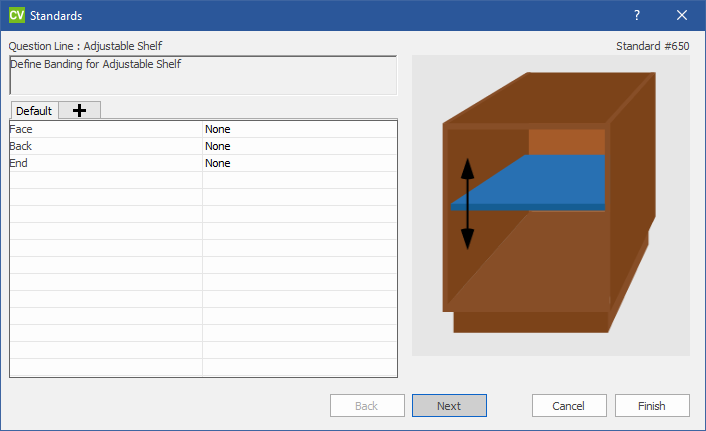 CV Standards ?
Question Line : Adjustable Shelf Standard #650
Define Banding for Adjustable Shelf
Default
Face None
Back None
End None
Back Next Cancel Finish